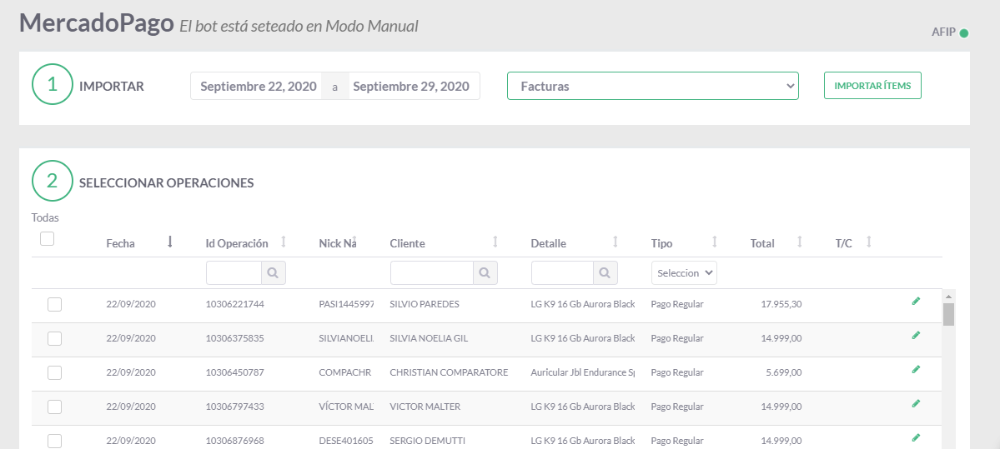 MercadoPago El bot está seteado en Modo Manual
AFIP
1 IMPORTAR Septiembre 22, 2020 a Septiembre 29, 2020 Facturas IMPORTAR ÍTEMS
2 SELECCIONAR OPERACIONES
Todas
Fecha Id Operación Nick Na Cliente Detalle Tipo Total T/C
Seleccion
22/09/2020 10306221744 PASI1445997 SILVIO PAREDES LG K9 16 Gb Aurora Black Pago Regular 17.955,30
22/09/2020 10306375835 SILVIANOELI. SILVIA NOELIA GIL LG K9 16 Gb Aurora Black Pago Regular 14.999,00
22/09/2020 10306450787 COMPACHR CHRISTIAN COMPARATORE Auricular Jbl Endurance Sp Pago Regular 5.699,00
22/09/2020 10306797433 VÍCTOR MAL VICTOR MALTER LG K9 16 Gb Aurora Black Pago Regular 14.999,00
22/09/2020 10306876968 DESE401605 SERGIO DEMUTTI LG K9 16 Gb Aurora Black Pago Regular 14.999,00